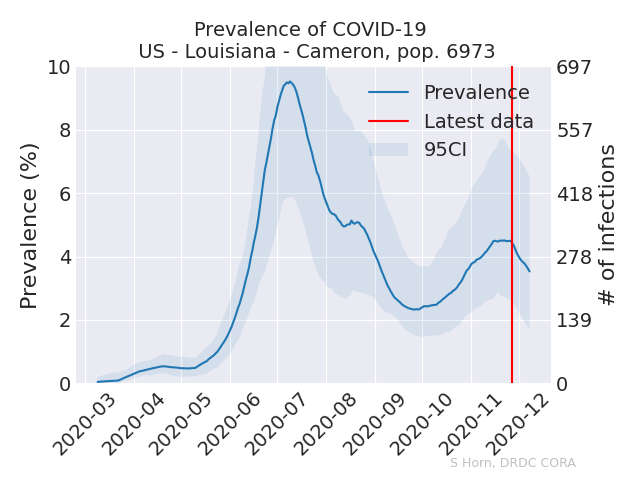 Prevalence of COVID-19
US - Louisiana - Cameron, pop. 6973
Prevalence (%)
10
8
6
4
2
0
697
557
418
278
139
0
# of infections
Prevalence
Latest data
95CI
2020-03
2020-04
2020-05
2020-06
2020-07
2020-08
2020-09
2020-10
2020-11
2020-12
S Horn, DRDC CORA